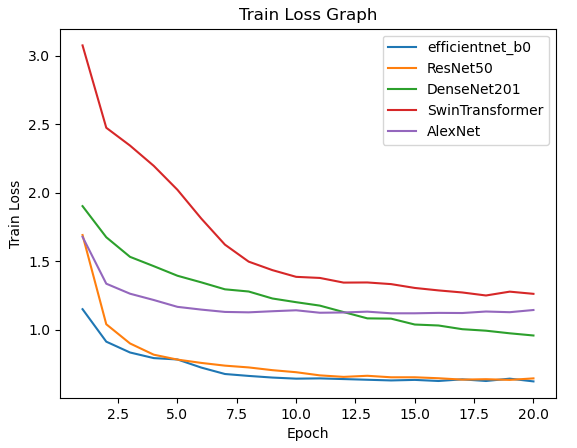 Train Loss Graph
efficientnet_b0
ResNet50
DenseNet201
SwinTransformer
AlexNet
Train Loss
3.0
2.5
2.0
1.5
1.0
2.5 5.0 7.5 10.0 12.5 15.0 17.5 20.0
Epoch